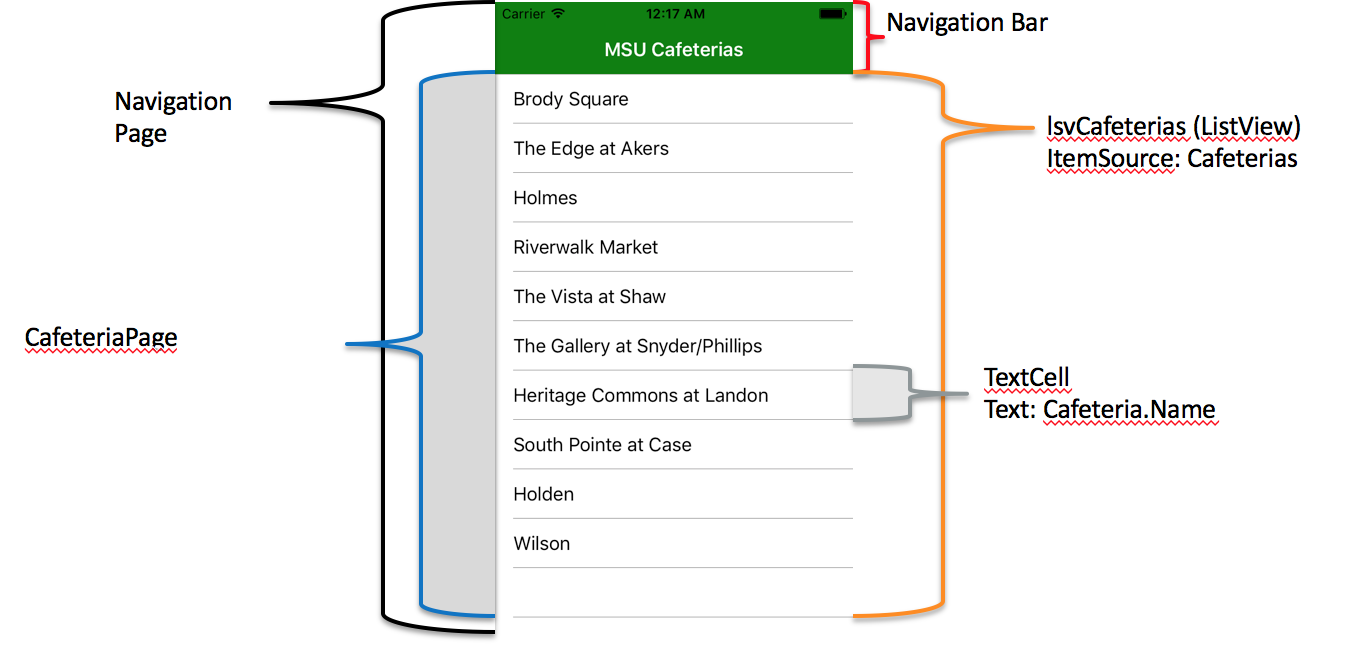 Carrier 12:17 AM
MSU Cafeterias
Navigation Bar
Navigation
Page
CafeteriaPage
Brody Square
The Edge at Akers
Holmes
Riverwalk Market
The Vista at Shaw
The Gallery at Snyder/Phillips
Heritage Commons at Landon
South Pointe at Case
Holden
Wilson
lsvCafeterias (ListView)
ItemSource: Cafeterias
TextCell
Text: Cafeteria.Name